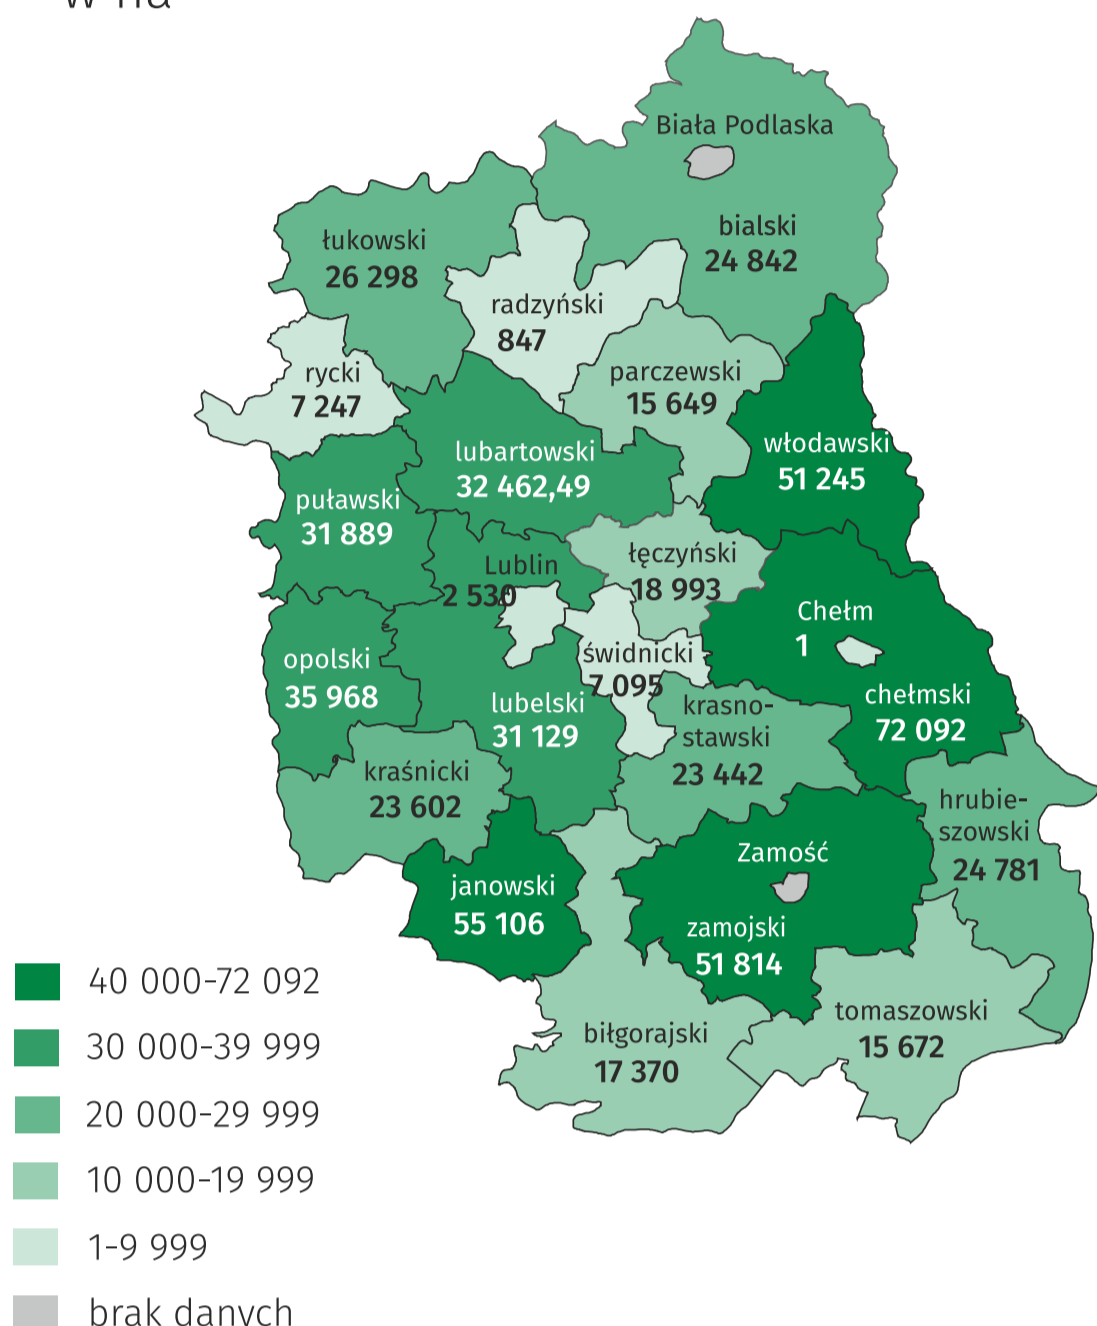 w ha
Biała Podlaska
bialski
24 842
łukowski
26 298
radzyński
847
rycki
7 247
parczewski
15 649
lubartowski
32 462,49
włodawski
51 245
puławski
31 889
Lublin
2 530
łęczyński
18 993
Chełm
1
świdnicki
7 095
opolski
35 968
lubelski
31 129
chełmski
72 092
krasno-
stawski
23 442
kraśnicki
23 602
hrubie-
szowski
24 781
Zamość
janowski
55 106
zamojski
51 814
tomaszowski
15 672
biłgorajski
17 370
40 000-72 092
30 000-39 999
20 000-29 999
10 000-19 999
1-9 999
brak danych